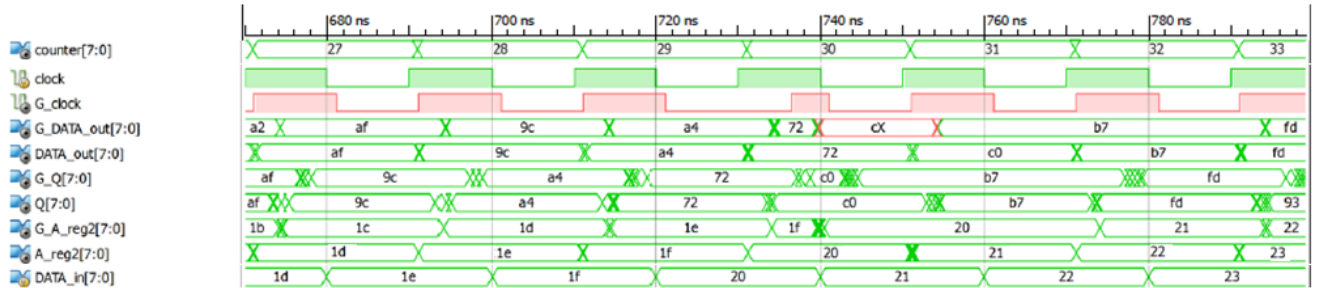 680 ns 700 ns 720 ns 740 ns 760 ns 780 ns
counter[7:0] 27 28 29 30 31 32 33
clock
G_clock
G_DATA_out[7:0] a2 af 9c a4 72 cX b7 fd
DATA_out[7:0] af 9c a4 72 c0 b7 fd
G_Q[7:0] af 9c a4 72 c0 b7 fd
Q[7:0] af 9c a4 72 c0 b7 fd 93
G_A_reg2[7:0] 1b 1c 1d 1e 1f 20 21 22
A_reg2[7:0] 1d 1e 1f 20 21 22 23
DATA_in[7:0] 1d 1e 1f 20 21 22 23